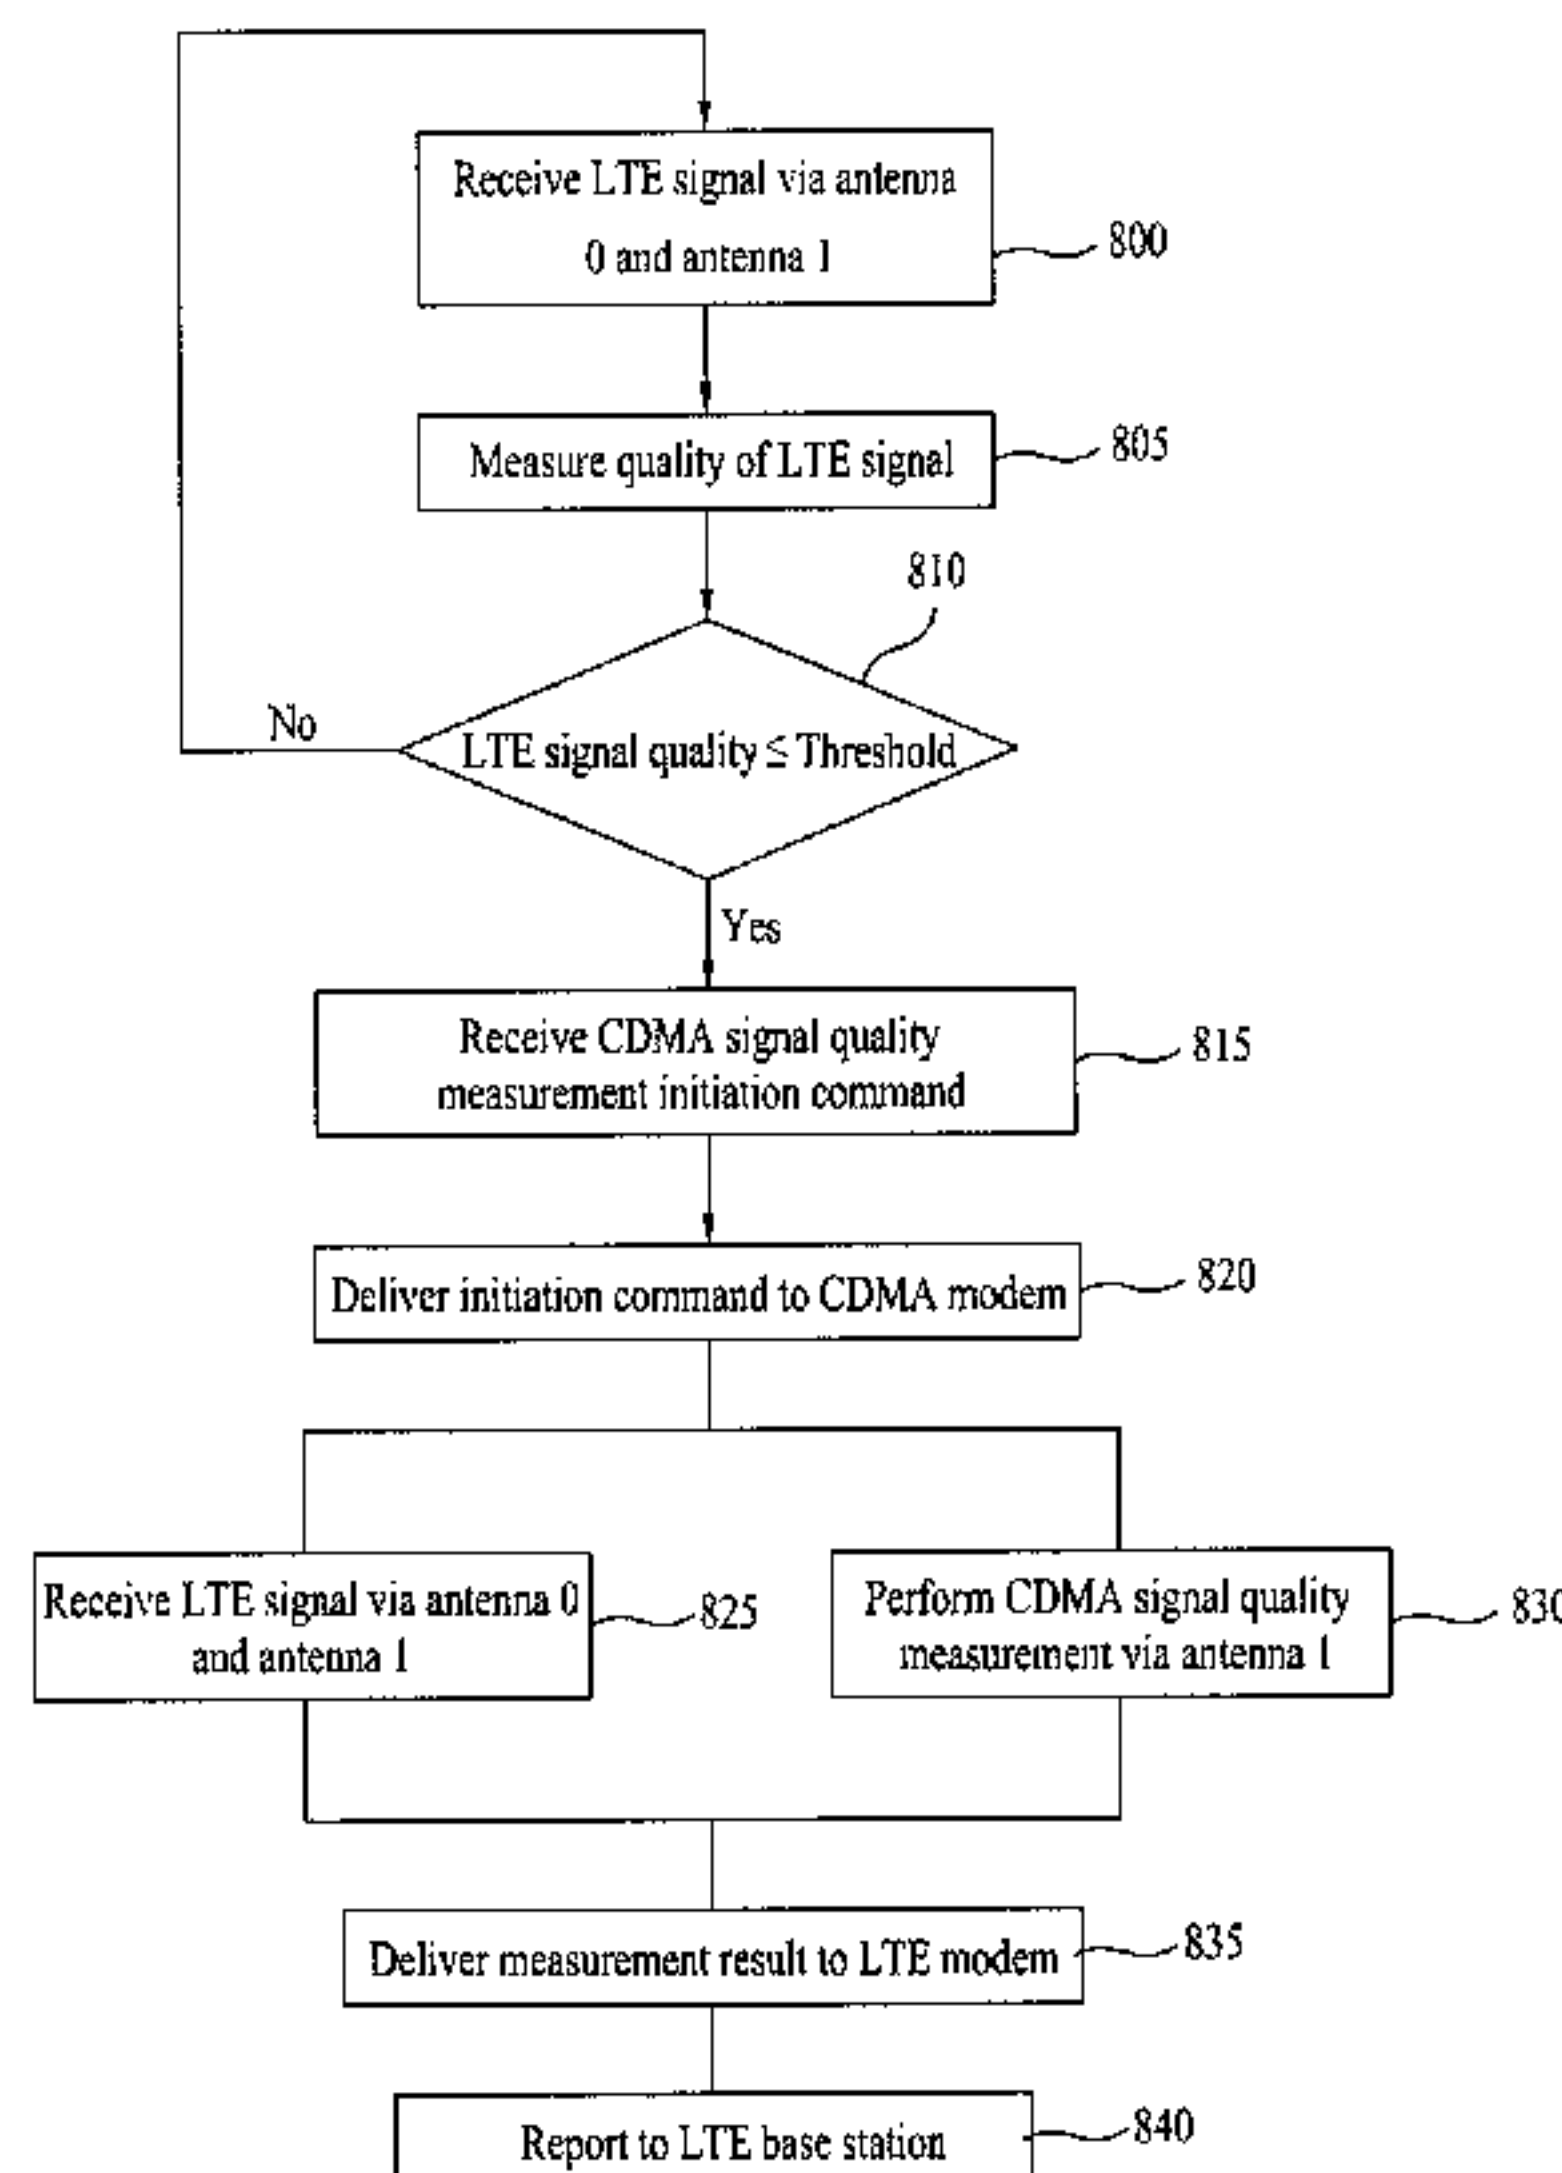 Receive LTE signal via antenna
0 and antenna 1
800
Measure quality of LTE signal
805
810
No
LTE signal quality ≤ Threshold
Yes
Receive CDMA signal quality
measurement initiation command
815
Deliver initiation command to CDMA modem
820
Receive LTE signal via antenna 0
and antenna 1
825
Perform CDMA signal quality
measurement via antenna 1
830
Deliver measurement result to LTE modem
835
Report to LTE base station
840